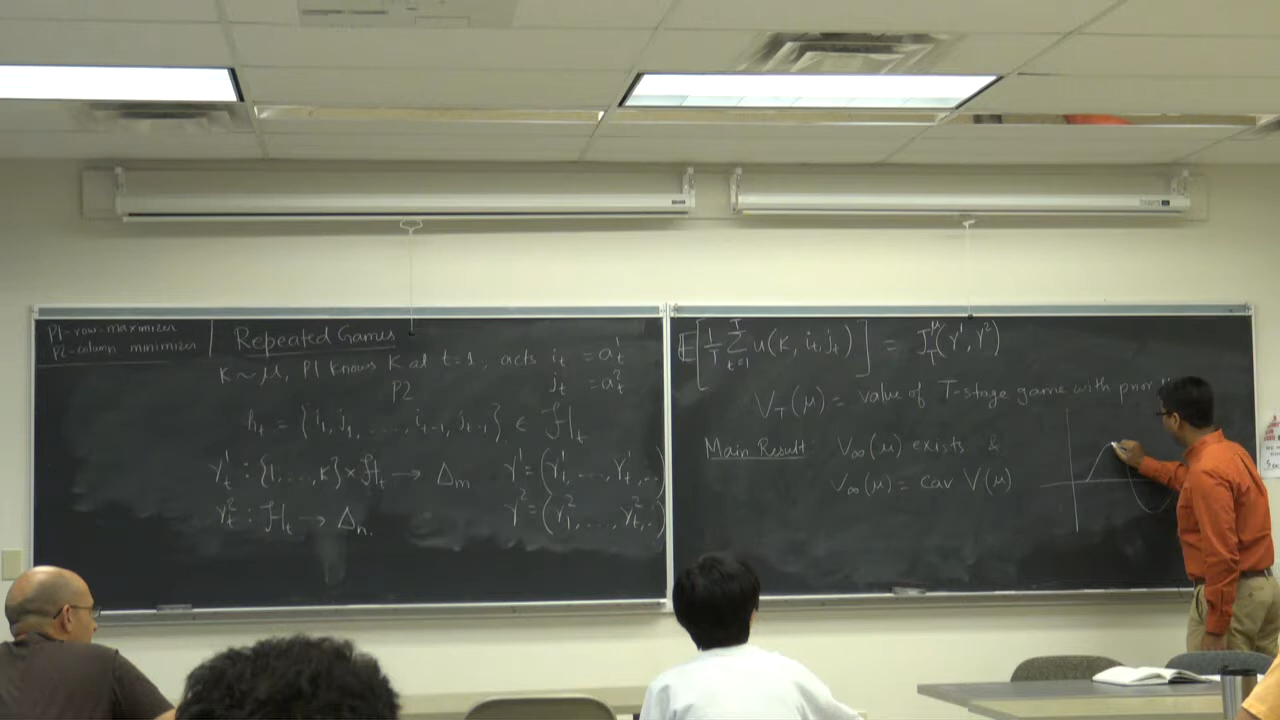 P1-row-maximizer
P2-column minimizer
Repeated Games
K ~ μ, P1 knows K at t=1, acts i_t = a_t^1
P2 j_t = a_t^2
h_t = {i_1, j_1, ...., i_{t-1}, j_{t-1}} ∈ H_t
γ_t^1 : {1,...,K} × H_t → Δ_m γ^1 = (γ_1^1, ..., γ_t^1, ..)
γ_t^2 : H_t → Δ_n. γ^2 = (γ_1^2, ..., γ_t^2, ..)
E[1/T Σ_{t=1}^T u(K, i_t, j_t)] = J_T^μ(γ^1, γ^2)
V_T(μ) = value of T-stage game with prior
Main Result: V_∞(μ) exists &
V_∞(μ) = cav V(μ)